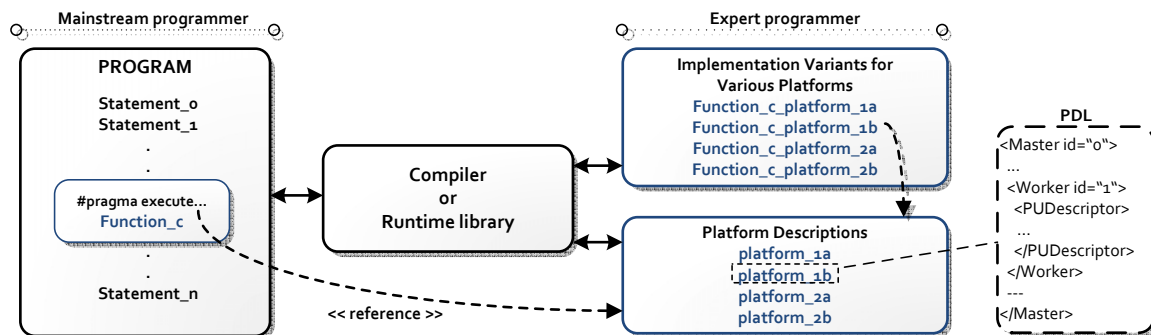 Mainstream programmer
Expert programmer
PROGRAM
Statement_0
Statement_1
.
.
.
#pragma execute...
Function_c
.
.
Statement_n
Compiler
or
Runtime library
Implementation Variants for
Various Platforms
Function_c_platform_1a
Function_c_platform_1b
Function_c_platform_2a
Function_c_platform_2b
Platform Descriptions
platform_1a
platform_1b
platform_2a
platform_2b
<< reference >>
PDL
<Master id=“0“>
...
<Worker id=“1“>
<PUDescriptor>
...
</PUDescriptor>
</Worker>
---
</Master>